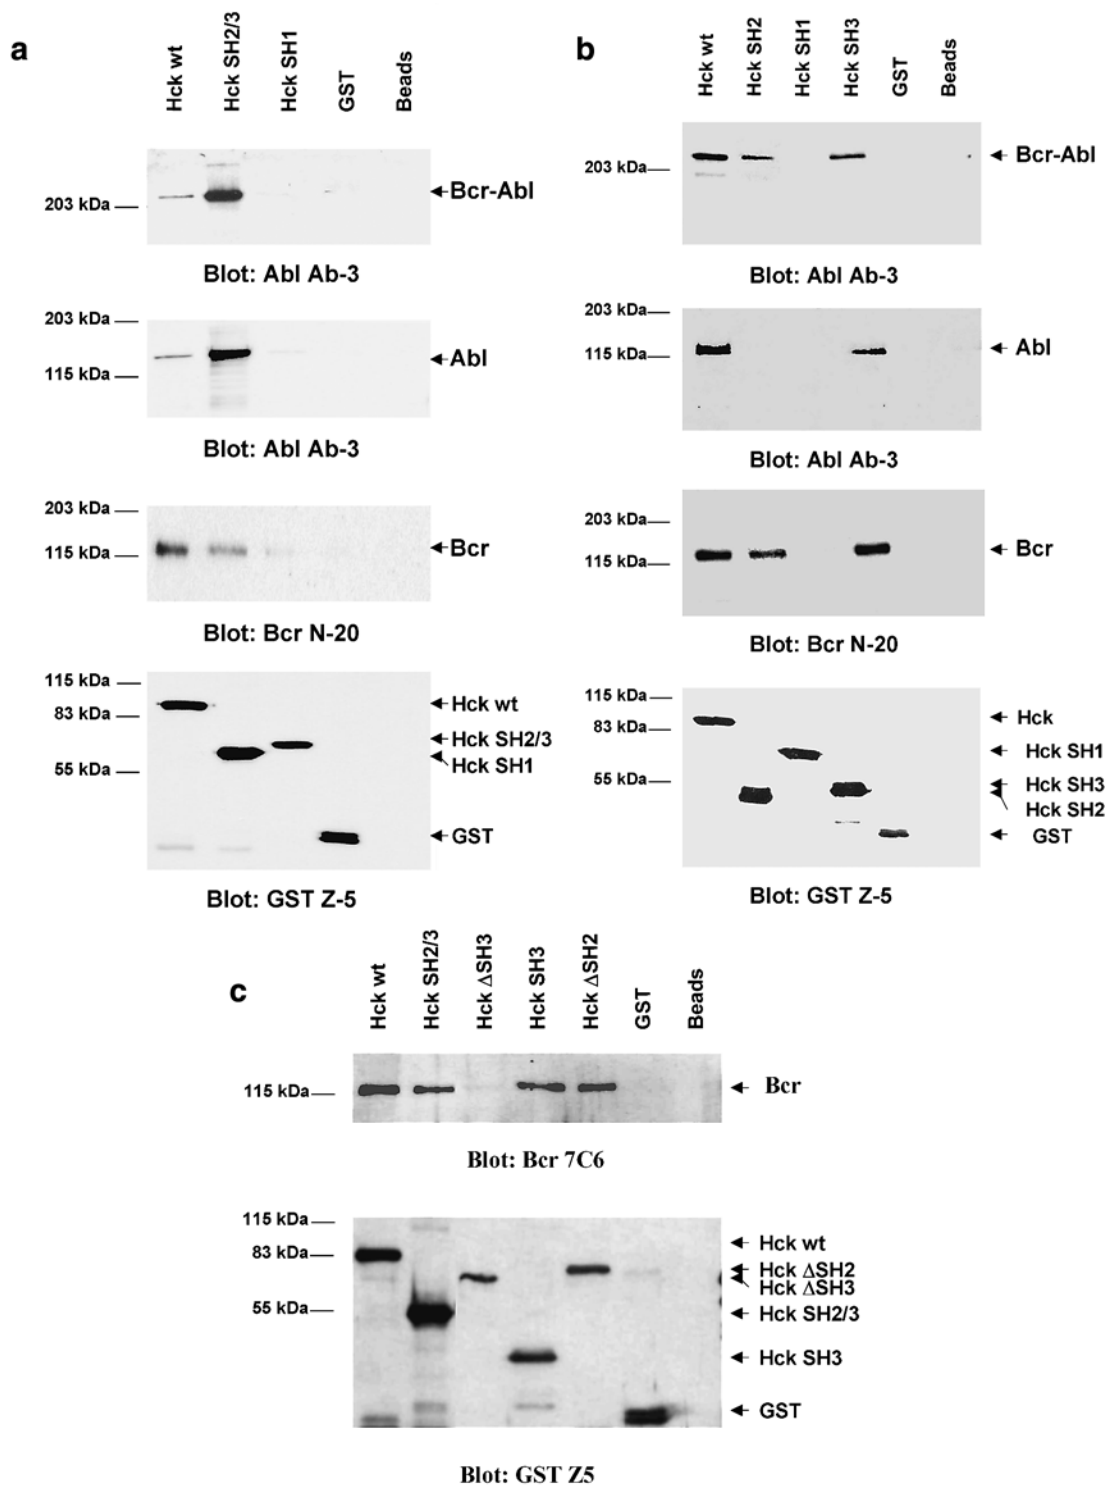 a
Hck wt
Hck SH2/3
Hck SH1
GST
Beads
203 kDa
Bcr-Abl
Blot: Abl Ab-3
203 kDa
115 kDa
Abl
Blot: Abl Ab-3
203 kDa
115 kDa
Bcr
Blot: Bcr N-20
115 kDa
83 kDa
55 kDa
Hck wt
Hck SH2/3
Hck SH1
GST
Blot: GST Z-5
b
Hck wt
Hck SH2
Hck SH1
Hck SH3
GST
Beads
203 kDa
Bcr-Abl
Blot: Abl Ab-3
203 kDa
115 kDa
Abl
Blot: Abl Ab-3
203 kDa
115 kDa
Bcr
Blot: Bcr N-20
115 kDa
83 kDa
55 kDa
Hck
Hck SH1
Hck SH3
Hck SH2
GST
Blot: GST Z-5
c
Hck wt
Hck SH2/3
Hck ΔSH3
Hck SH3
Hck ΔSH2
GST
Beads
115 kDa
Bcr
Blot: Bcr 7C6
115 kDa
83 kDa
55 kDa
Hck wt
Hck ΔSH2
Hck ΔSH3
Hck SH2/3
Hck SH3
GST
Blot: GST Z5